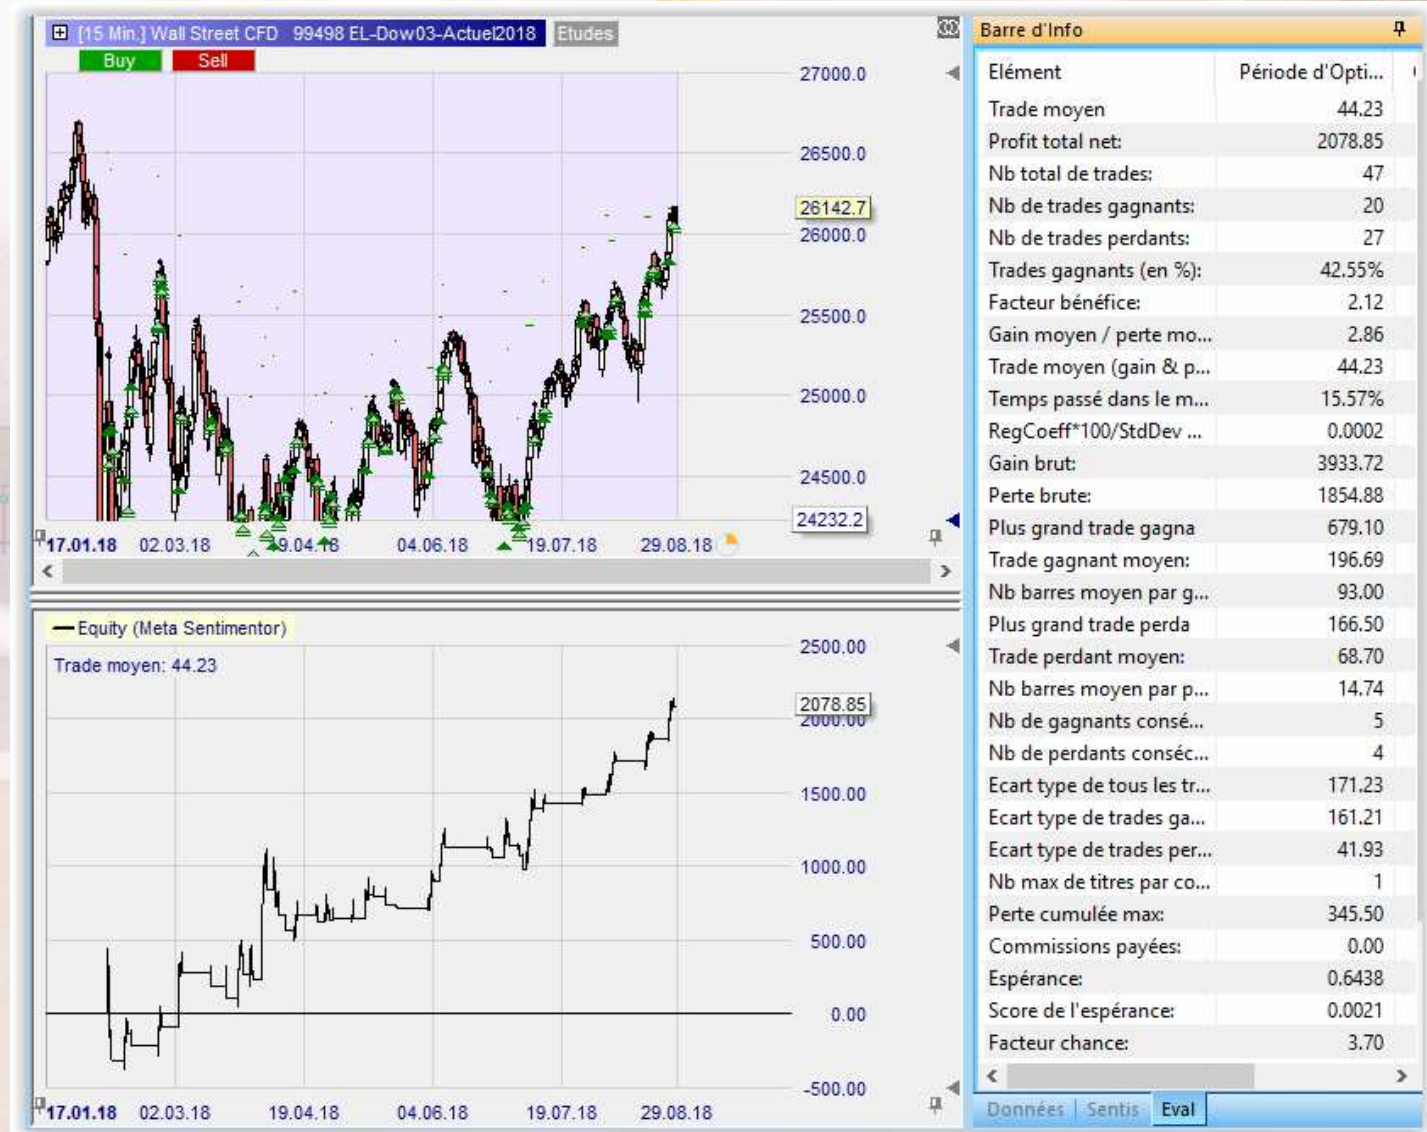 [15 Min.] Wall Street CFD 99498 EL-Dow03-Actuel2018 Etudes
Buy Sell
27000.0
26500.0
26142.7
26000.0
25500.0
25000.0
24500.0
24232.2
17.01.18 02.03.18 9.04.18 04.06.18 19.07.18 29.08.18
Equity (Meta Sentimentor)
Trade moyen: 44.23
2500.00
2078.85
2000.00
1500.00
1000.00
500.00
0.00
-500.00
17.01.18 02.03.18 19.04.18 04.06.18 19.07.18 29.08.18
Barre d'Info
Elément Période d'Opti...
Trade moyen 44.23
Profit total net: 2078.85
Nb total de trades: 47
Nb de trades gagnants: 20
Nb de trades perdants: 27
Trades gagnants (en %): 42.55%
Facteur bénéfice: 2.12
Gain moyen / perte mo... 2.86
Trade moyen (gain & p... 44.23
Temps passé dans le m... 15.57%
RegCoeff*100/StdDev ... 0.0002
Gain brut: 3933.72
Perte brute: 1854.88
Plus grand trade gagna 679.10
Trade gagnant moyen: 196.69
Nb barres moyen par g... 93.00
Plus grand trade perda 166.50
Trade perdant moyen: 68.70
Nb barres moyen par p... 14.74
Nb de gagnants consé... 5
Nb de perdants conséc... 4
Ecart type de tous les tr... 171.23
Ecart type de trades ga... 161.21
Ecart type de trades per... 41.93
Nb max de titres par co... 1
Perte cumulée max: 345.50
Commissions payées: 0.00
Espérance: 0.6438
Score de l'espérance: 0.0021
Facteur chance: 3.70
Données Sentis Eval